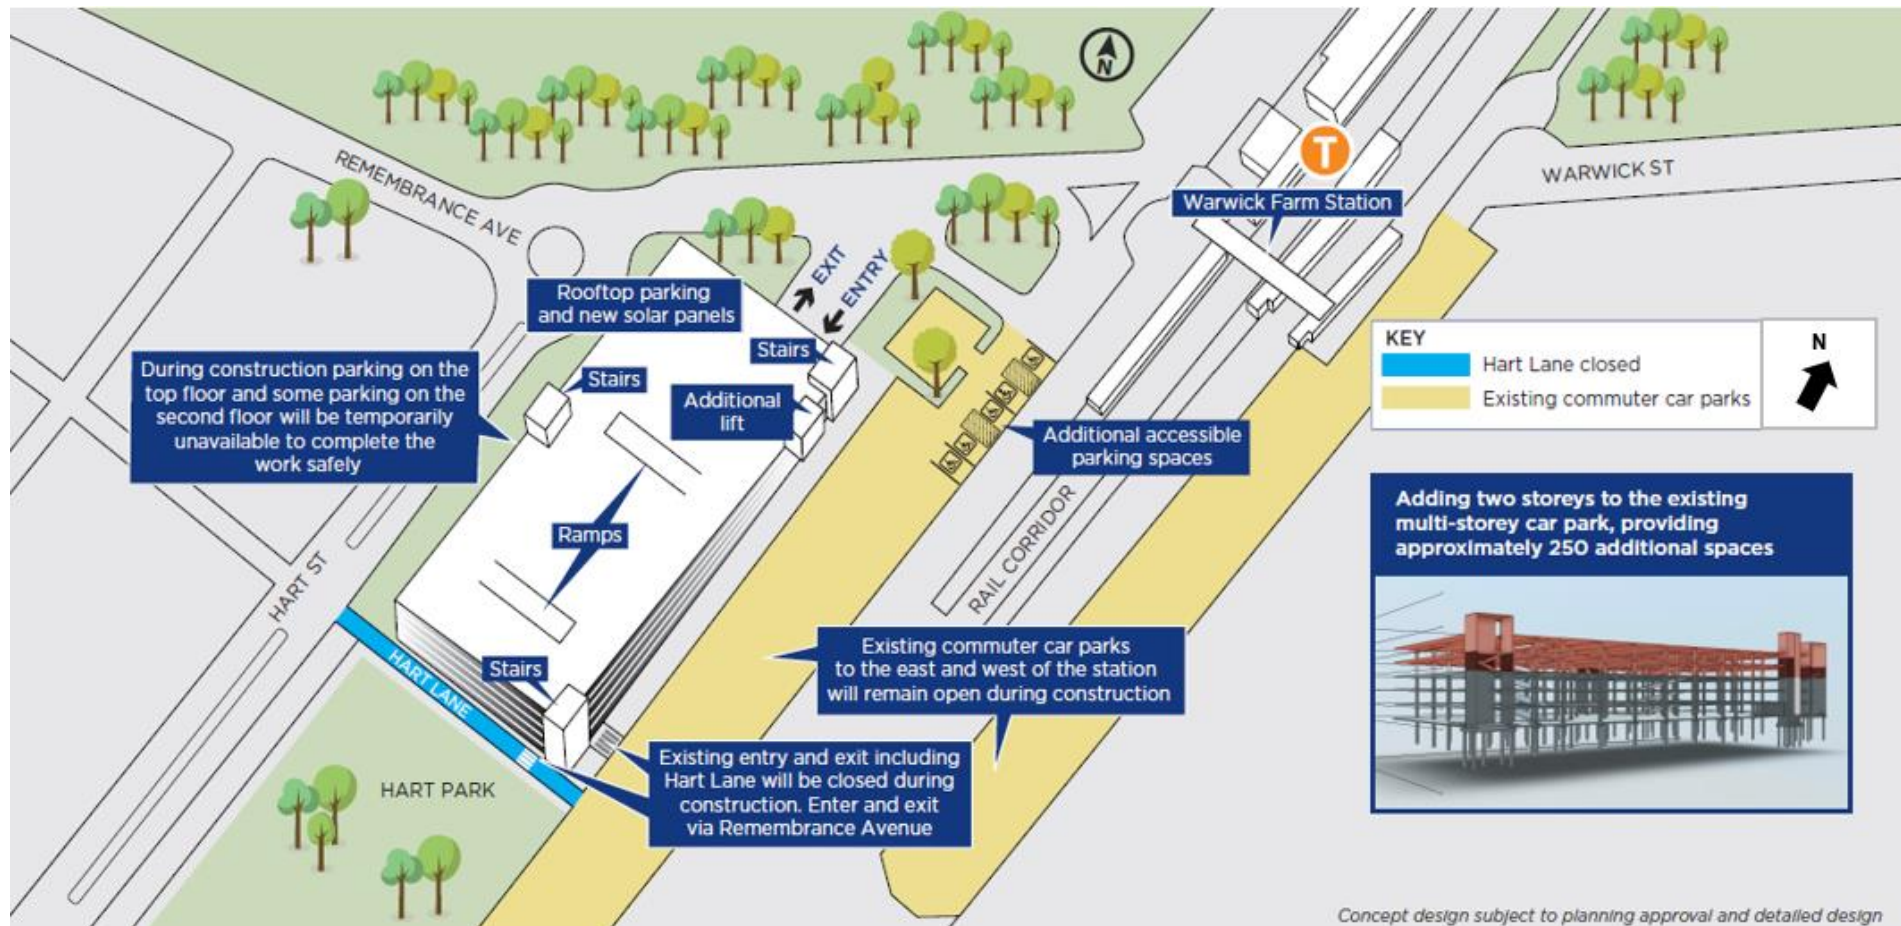 N
T
REMEMBRANCE AVE
WARWICK ST
Warwick Farm Station
EXIT
ENTRY
Rooftop parking
and new solar panels
Stairs
Stairs
Additional
lift
During construction parking on the
top floor and some parking on the
second floor will be temporarily
unavailable to complete the
work safely
KEY
Hart Lane closed
Existing commuter car parks
N
Additional accessible
parking spaces
Ramps
HART ST
RAIL CORRIDOR
Adding two storeys to the existing
multi-storey car park, providing
approximately 250 additional spaces
HART LANE
Stairs
Existing commuter car parks
to the east and west of the station
will remain open during construction
Existing entry and exit including
Hart Lane will be closed during
construction. Enter and exit
via Remembrance Avenue
HART PARK
Concept design subject to planning approval and detailed design